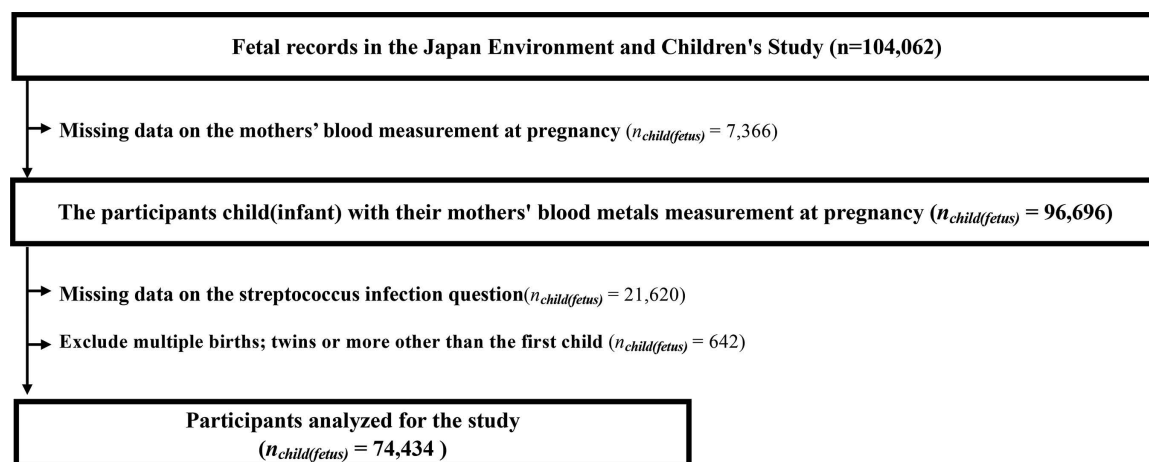 Fetal records in the Japan Environment and Children's Study (n=104,062)
Missing data on the mothers’ blood measurement at pregnancy (nchild(fetus) = 7,366)
The participants child(infant) with their mothers' blood metals measurement at pregnancy (nchild(fetus) = 96,696)
Missing data on the streptococcus infection question(nchild(fetus) = 21,620)
Exclude multiple births; twins or more other than the first child (nchild(fetus) = 642)
Participants analyzed for the study
(nchild(fetus) = 74,434 )